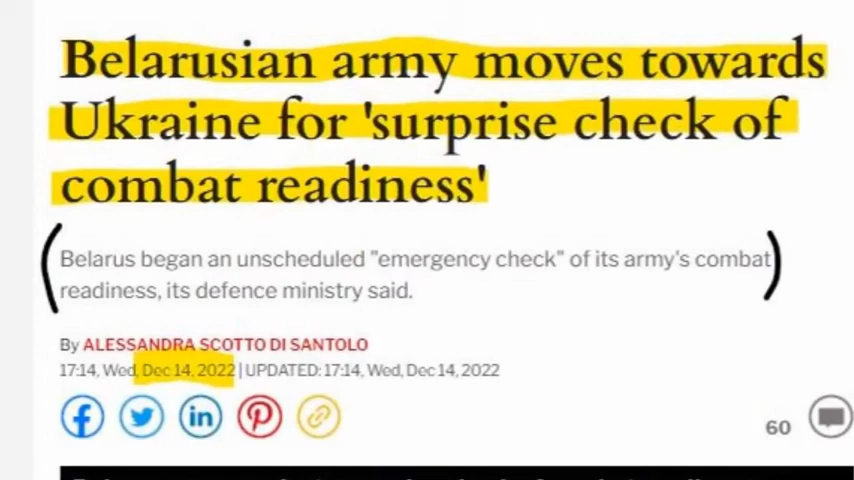 Belarusian army moves towards
Ukraine for 'surprise check of
combat readiness'
Belarus began an unscheduled "emergency check" of its army's combat
readiness, its defence ministry said.
By ALESSANDRA SCOTTO DI SANTOLO
17:14, Wed, Dec 14, 2022 | UPDATED: 17:14, Wed, Dec 14, 2022
60